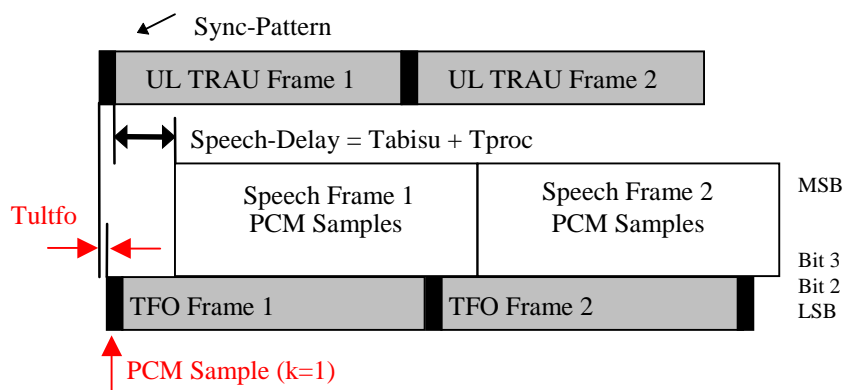 Sync-Pattern
UL TRAU Frame 1
UL TRAU Frame 2
Speech-Delay = Tabisu + Tproc
Speech Frame 1
PCM Samples
Speech Frame 2
PCM Samples
MSB
Tultfo
Bit 3
Bit 2
LSB
TFO Frame 1
TFO Frame 2
PCM Sample (k=1)